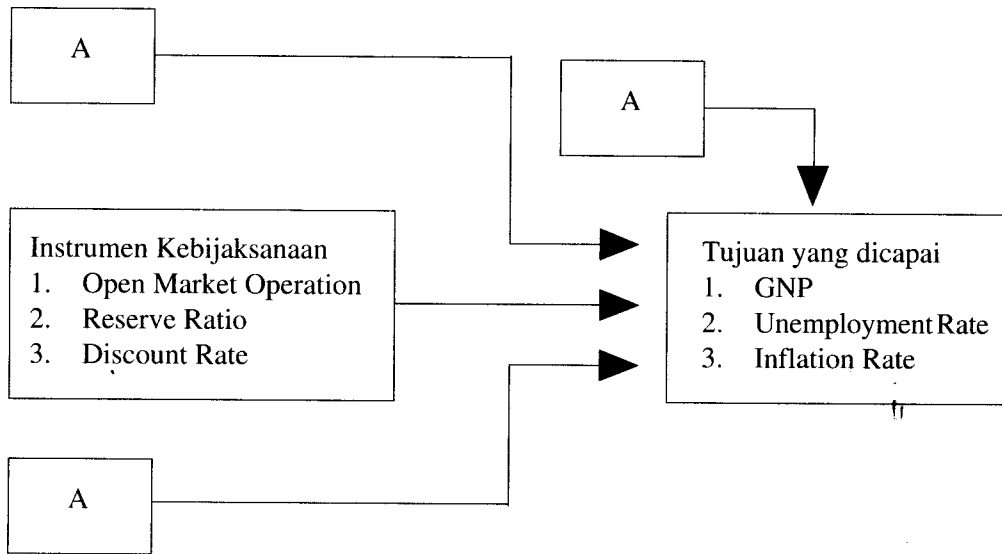 A
A
Instrumen Kebijaksanaan
1. Open Market Operation
2. Reserve Ratio
3. Discount Rate
Tujuan yang dicapai
1. GNP
2. Unemployment Rate
3. Inflation Rate
A